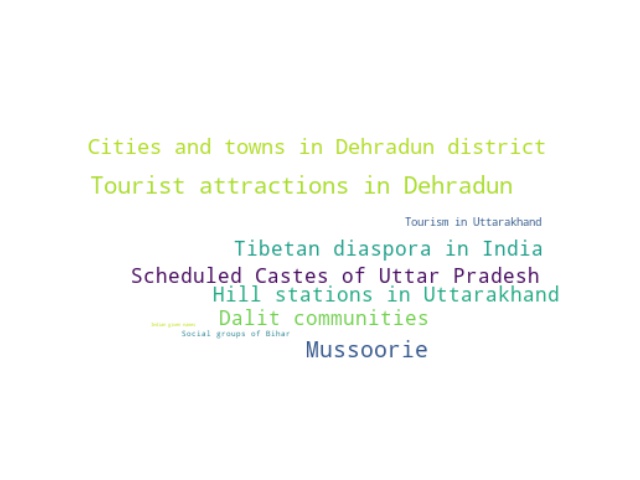 Cities and towns in Dehradun district
Tourist attractions in Dehradun
Tourism in Uttarakhand
Tibetan diaspora in India
Scheduled Castes of Uttar Pradesh
Hill stations in Uttarakhand
Dalit communities
Social groups of Bihar
Mussoorie